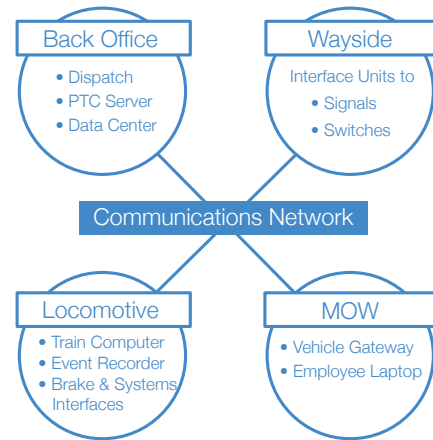 Back Office
• Dispatch
• PTC Server
• Data Center
Wayside
Interface Units to
• Signals
• Switches
Communications Network
Locomotive
• Train Computer
• Event Recorder
• Brake & Systems
Interfaces
MOW
• Vehicle Gateway
• Employee Laptop